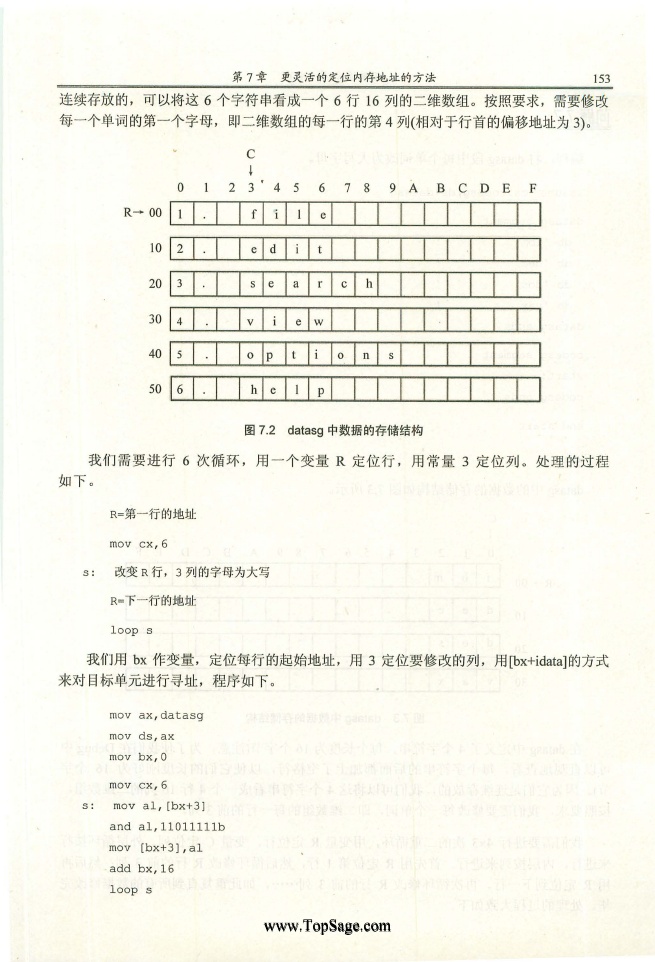 第 7 章 更灵活的定位内存地址的方法 153
连续存放的，可以将这 6 个字符串看成一个 6 行 16 列的二维数组。按照要求，需要修改
每一个单词的第一个字母，即二维数组的每一行的第 4 列(相对于行首的偏移地址为 3)。
C
↓
0 1 2 3 4 5 6 7 8 9 A B C D E F
R→ 00 1 . f i l e
10 2 . e d i t
20 3 . s e a r c h
30 4 . v i e w
40 5 . o p t i o n s
50 6 . h e l p
图 7.2 datasg 中数据的存储结构
我们需要进行 6 次循环，用一个变量 R 定位行，用常量 3 定位列。处理的过程
如下。
R=第一行的地址
mov cx,6
s: 改变 R 行，3 列的字母为大写
R=下一行的地址
loop s
我们用 bx 作变量，定位每行的起始地址，用 3 定位要修改的列，用[bx+idata]的方式
来对目标单元进行寻址，程序如下。
mov ax,datasg
mov ds,ax
mov bx,0
mov cx,6
s: mov al,[bx+3]
and al,11011111b
mov [bx+3],al
add bx,16
loop s
www.TopSage.com